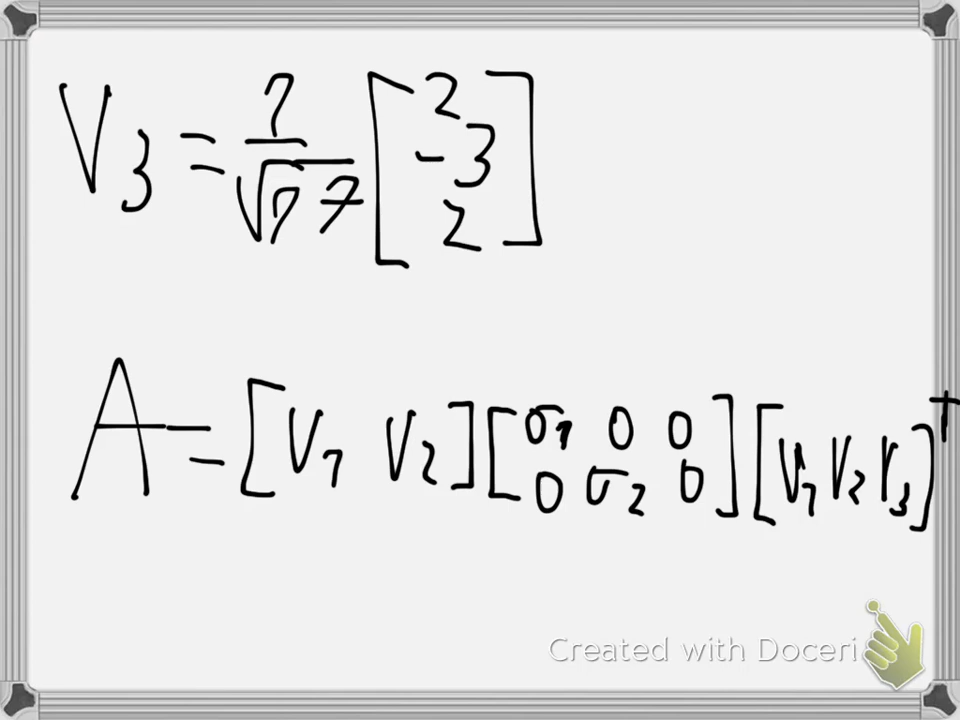 V₃ = 1/√17 [2 -3 2]
A = [V₁ V₂] [σ₁ 0 0
0 σ₂ 0] [V₁ V₂ V₃]ᵀ
Created with Doceri